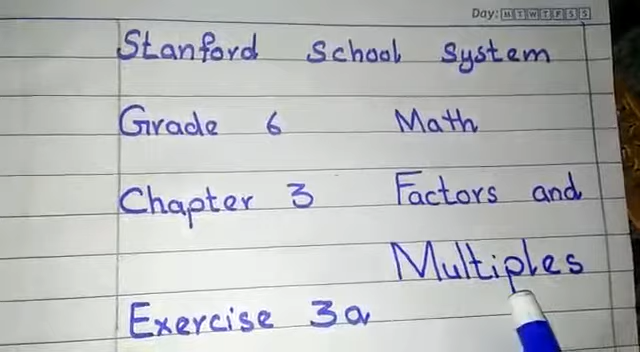 Day: M T W T F S S
Stanford School System
Grade 6 Math
Chapter 3 Factors and
Multiples
Exercise 3a